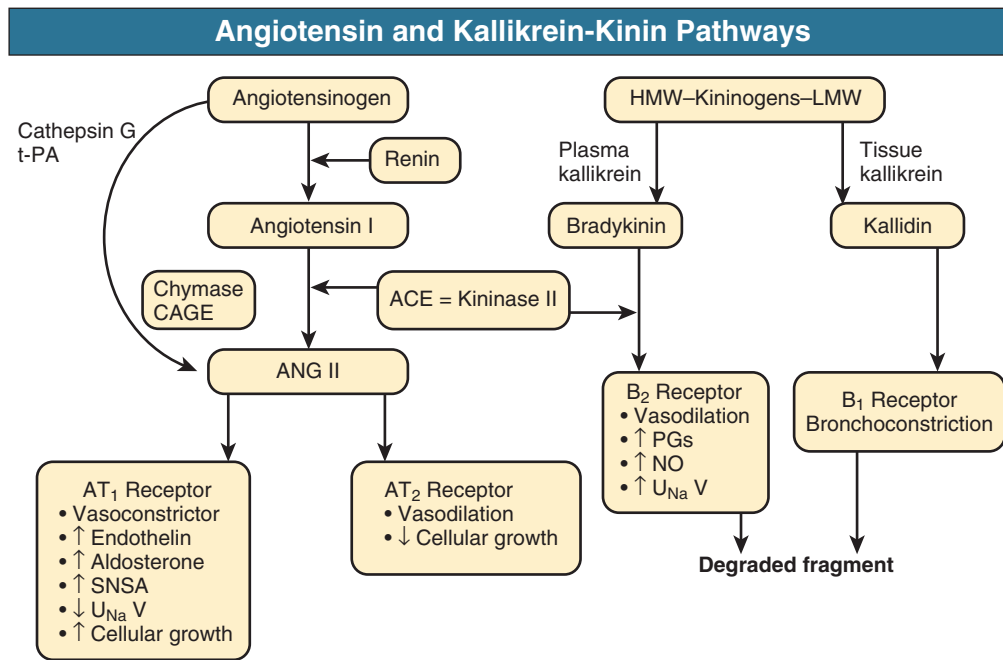 Angiotensin and Kallikrein-Kinin Pathways
Angiotensinogen
Cathepsin G
t-PA
Renin
Angiotensin I
Chymase
CAGE
ACE = Kininase II
ANG II
AT₁ Receptor
• Vasoconstrictor
• ↑ Endothelin
• ↑ Aldosterone
• ↑ SNSA
• ↓ U_Na V
• ↑ Cellular growth
AT₂ Receptor
• Vasodilation
• ↓ Cellular growth
HMW–Kininogens–LMW
Plasma
kallikrein
Tissue
kallikrein
Bradykinin
Kallidin
B₂ Receptor
• Vasodilation
• ↑ PGs
• ↑ NO
• ↑ U_Na V
B₁ Receptor
Bronchoconstriction
Degraded fragment